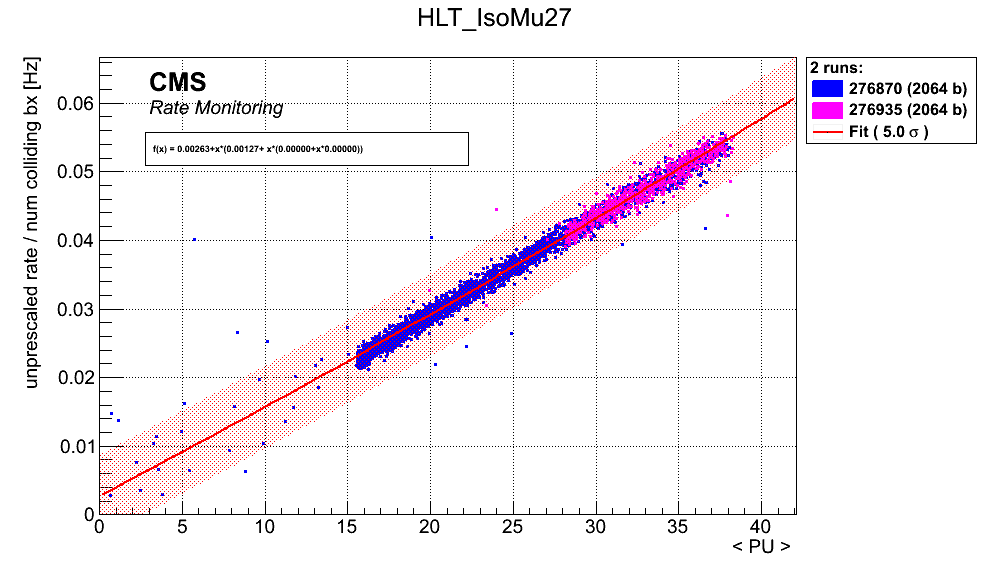 HLT_IsoMu27
unprescaled rate / num colliding bx [Hz]
CMS
Rate Monitoring
f(x) = 0.00263+x*(0.00127+ x*(0.00000+x*0.00000))
2 runs:
276870 (2064 b)
276935 (2064 b)
Fit ( 5.0 σ )
0.06
0.05
0.04
0.03
0.02
0.01
0
0 5 10 15 20 25 30 35 40
< PU >